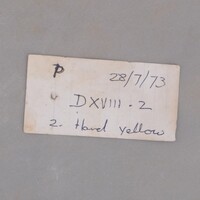 P 28/7/73
DXVIII.2
2. Hard yellow